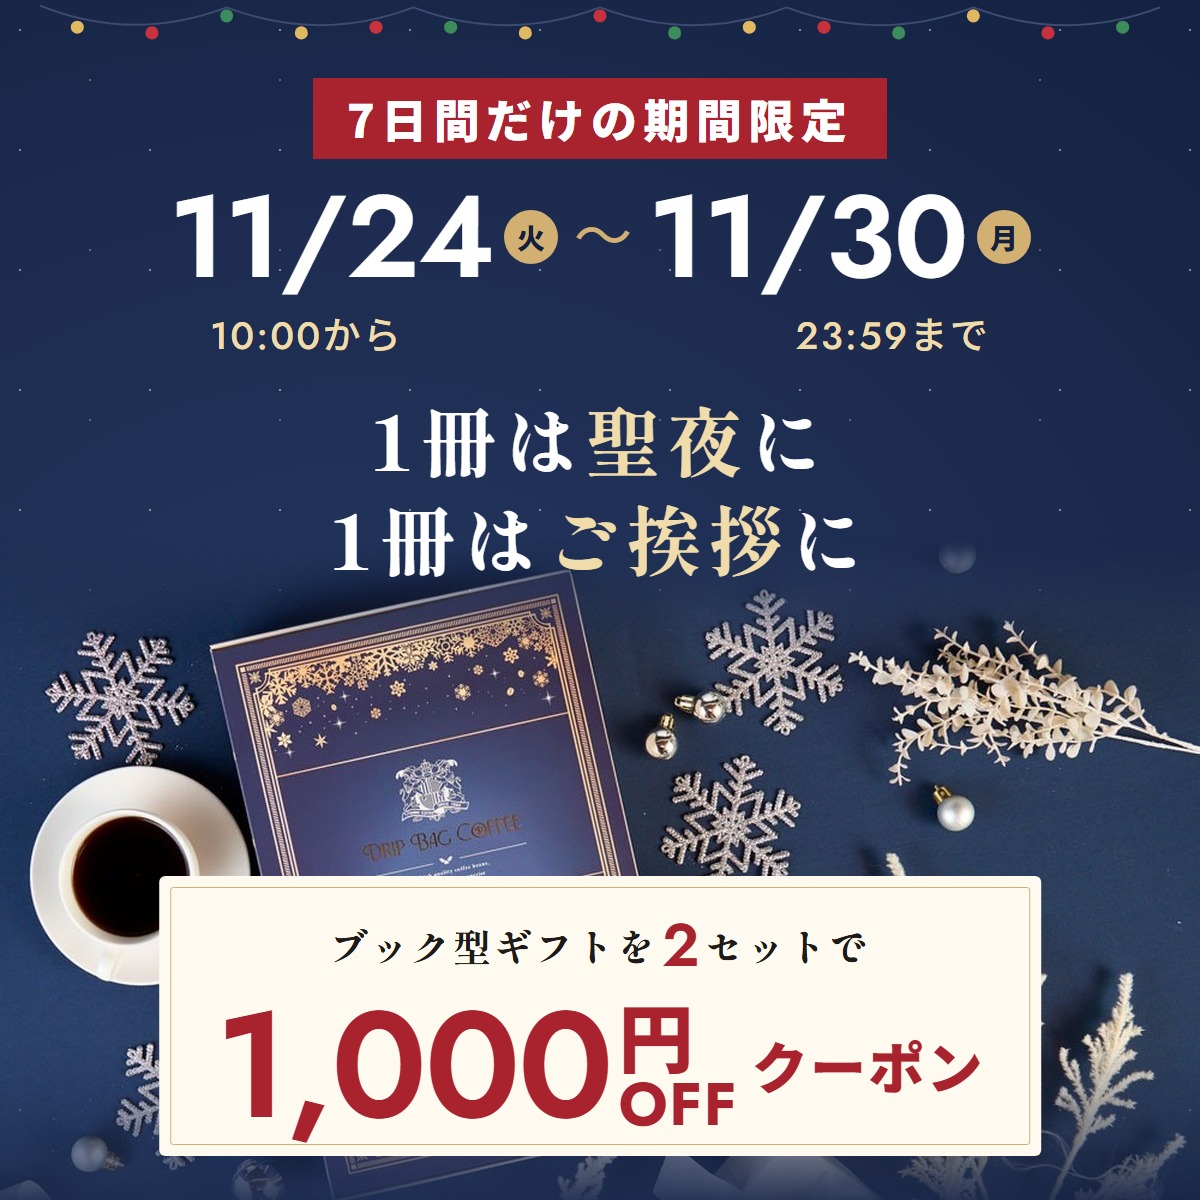 7日間だけの期間限定
11/24 火 〜 11/30 月
10:00から 23:59まで
1冊は聖夜に
1冊はご挨拶に
DRIP BAG COFFEE
ブック型ギフトを2セットで
1,000円OFF クーポン